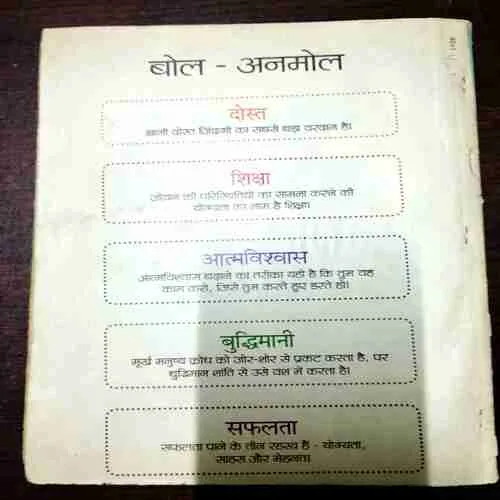 बोल - अनमोल
दोस्त
ज्ञानी दोस्त जिंदगी का सबसे बड़ा वरदान है।
शिक्षा
जीवन की परिस्थितियों का सामना करने की
योग्यता का नाम है शिक्षा।
आत्मविश्वास
आत्मविश्वास बढ़ाने का तरीका यही है कि तुम वह
काम करो, जिसे तुम करते हुए डरते हो।
बुद्धिमानी
मूर्ख मनुष्य क्रोध को जोर-शोर से प्रकट करता है, पर
बुद्धिमान शांति से उसे वश में करता है।
सफलता
सफलता पाने के तीन रहस्य हैं - योग्यता,
साहस और मेहनत।